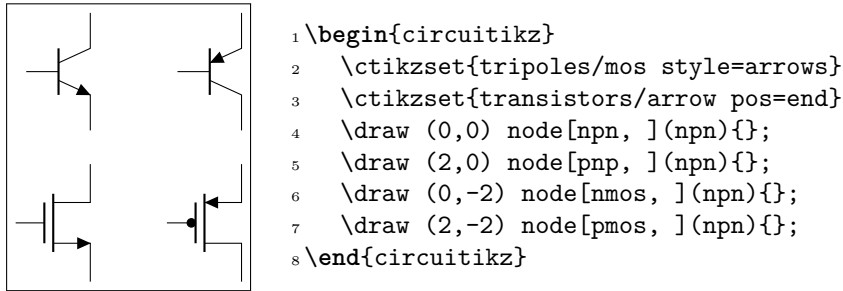 1 \begin{circuitikz}
2 \ctikzset{tripoles/mos style=arrows}
3 \ctikzset{transistors/arrow pos=end}
4 \draw (0,0) node[npn, ](npn){};
5 \draw (2,0) node[pnp, ](npn){};
6 \draw (0,-2) node[nmos, ](npn){};
7 \draw (2,-2) node[pmos, ](npn){};
8 \end{circuitikz}